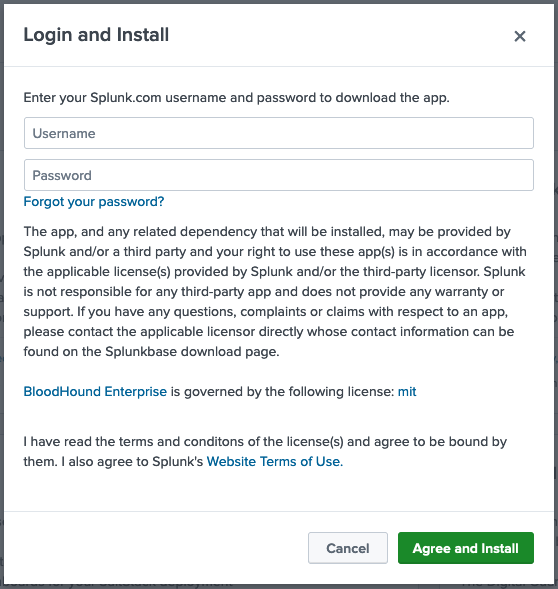 Login and Install
Enter your Splunk.com username and password to download the app.
Username
Password
Forgot your password?
The app, and any related dependency that will be installed, may be provided by
Splunk and/or a third party and your right to use these app(s) is in accordance with
the applicable license(s) provided by Splunk and/or the third-party licensor. Splunk
is not responsible for any third-party app and does not provide any warranty or
support. If you have any questions, complaints or claims with respect to an app,
please contact the applicable licensor directly whose contact information can be
found on the Splunkbase download page.
BloodHound Enterprise is governed by the following license: mit
I have read the terms and conditons of the license(s) and agree to be bound by
them. I also agree to Splunk's Website Terms of Use.
Cancel
Agree and Install